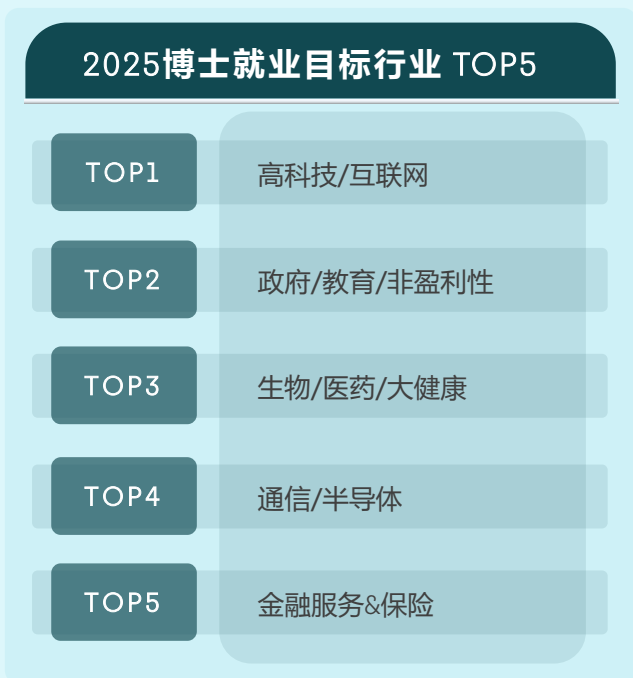 2025博士就业目标行业 TOP5
TOP1
高科技/互联网
TOP2
政府/教育/非盈利性
TOP3
生物/医药/大健康
TOP4
通信/半导体
TOP5
金融服务&保险